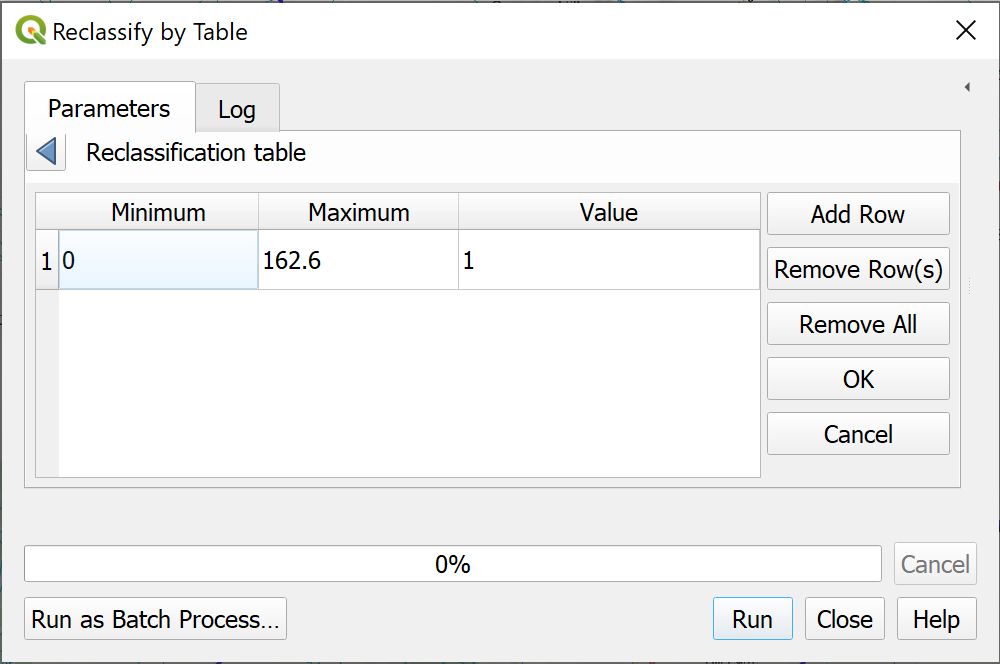 Reclassify by Table
Parameters
Log
Reclassification table
Minimum Maximum Value
1 0 162.6 1
Add Row
Remove Row(s)
Remove All
OK
Cancel
0%
Cancel
Run as Batch Process...
Run
Close
Help